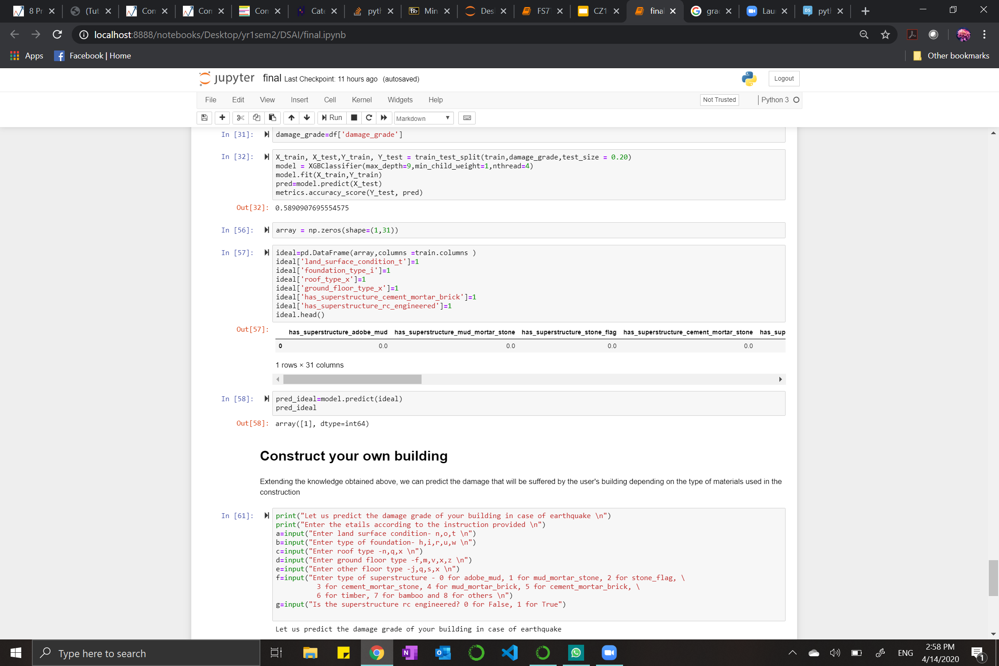 8 Pr
(Tut
Con
Con
Con
Cate
pyth
Bb Min
Des
FS7
CZ1
final
grad
Lau
DS pyth
localhost:8888/notebooks/Desktop/yr1sem2/DSAI/final.ipynb
Apps
Facebook | Home
Other bookmarks
jupyter final Last Checkpoint: 11 hours ago (autosaved)
Logout
File Edit View Insert Cell Kernel Widgets Help
Not Trusted
Python 3
Run
Markdown
In [31]: damage_grade=df['damage_grade']
In [32]: X_train, X_test,Y_train, Y_test = train_test_split(train,damage_grade,test_size = 0.20)
model = XGBClassifier(max_depth=9,min_child_weight=1,nthread=4)
model.fit(X_train,Y_train)
pred=model.predict(X_test)
metrics.accuracy_score(Y_test, pred)
Out[32]: 0.5890907695554575
In [56]: array = np.zeros(shape=(1,31))
In [57]: ideal=pd.DataFrame(array,columns =train.columns )
ideal['land_surface_condition_t']=1
ideal['foundation_type_i']=1
ideal['roof_type_x']=1
ideal['ground_floor_type_x']=1
ideal['has_superstructure_cement_mortar_brick']=1
ideal['has_superstructure_rc_engineered']=1
ideal.head()
Out[57]:
has_superstructure_adobe_mud has_superstructure_mud_mortar_stone has_superstructure_stone_flag has_superstructure_cement_mortar_stone has_sup
0 0.0 0.0 0.0 0.0
1 rows × 31 columns
In [58]: pred_ideal=model.predict(ideal)
pred_ideal
Out[58]: array([1], dtype=int64)
Construct your own building
Extending the knowledge obtained above, we can predict the damage that will be suffered by the user's building depending on the type of materials used in the
construction
In [61]: print("Let us predict the damage grade of your building in case of earthquake \n")
print("Enter the etails according to the instruction provided \n")
a=input("Enter land surface condition- n,o,t \n")
b=input("Enter type of foundation- h,i,r,u,w \n")
c=input("Enter roof type -n,q,x \n")
d=input("Enter ground floor type -f,m,v,x,z \n")
e=input("Enter other floor type -j,q,s,x \n")
f=input("Enter type of superstructure - 0 for adobe_mud, 1 for mud_mortar_stone, 2 for stone_flag, \
3 for cement_mortar_stone, 4 for mud_mortar_brick, 5 for cement_mortar_brick, \
6 for timber, 7 for bamboo and 8 for others \n")
g=input("Is the superstructure rc engineered? 0 for False, 1 for True")
Let us predict the damage grade of your building in case of earthquake
Type here to search
ENG
2:58 PM
4/14/2020
1